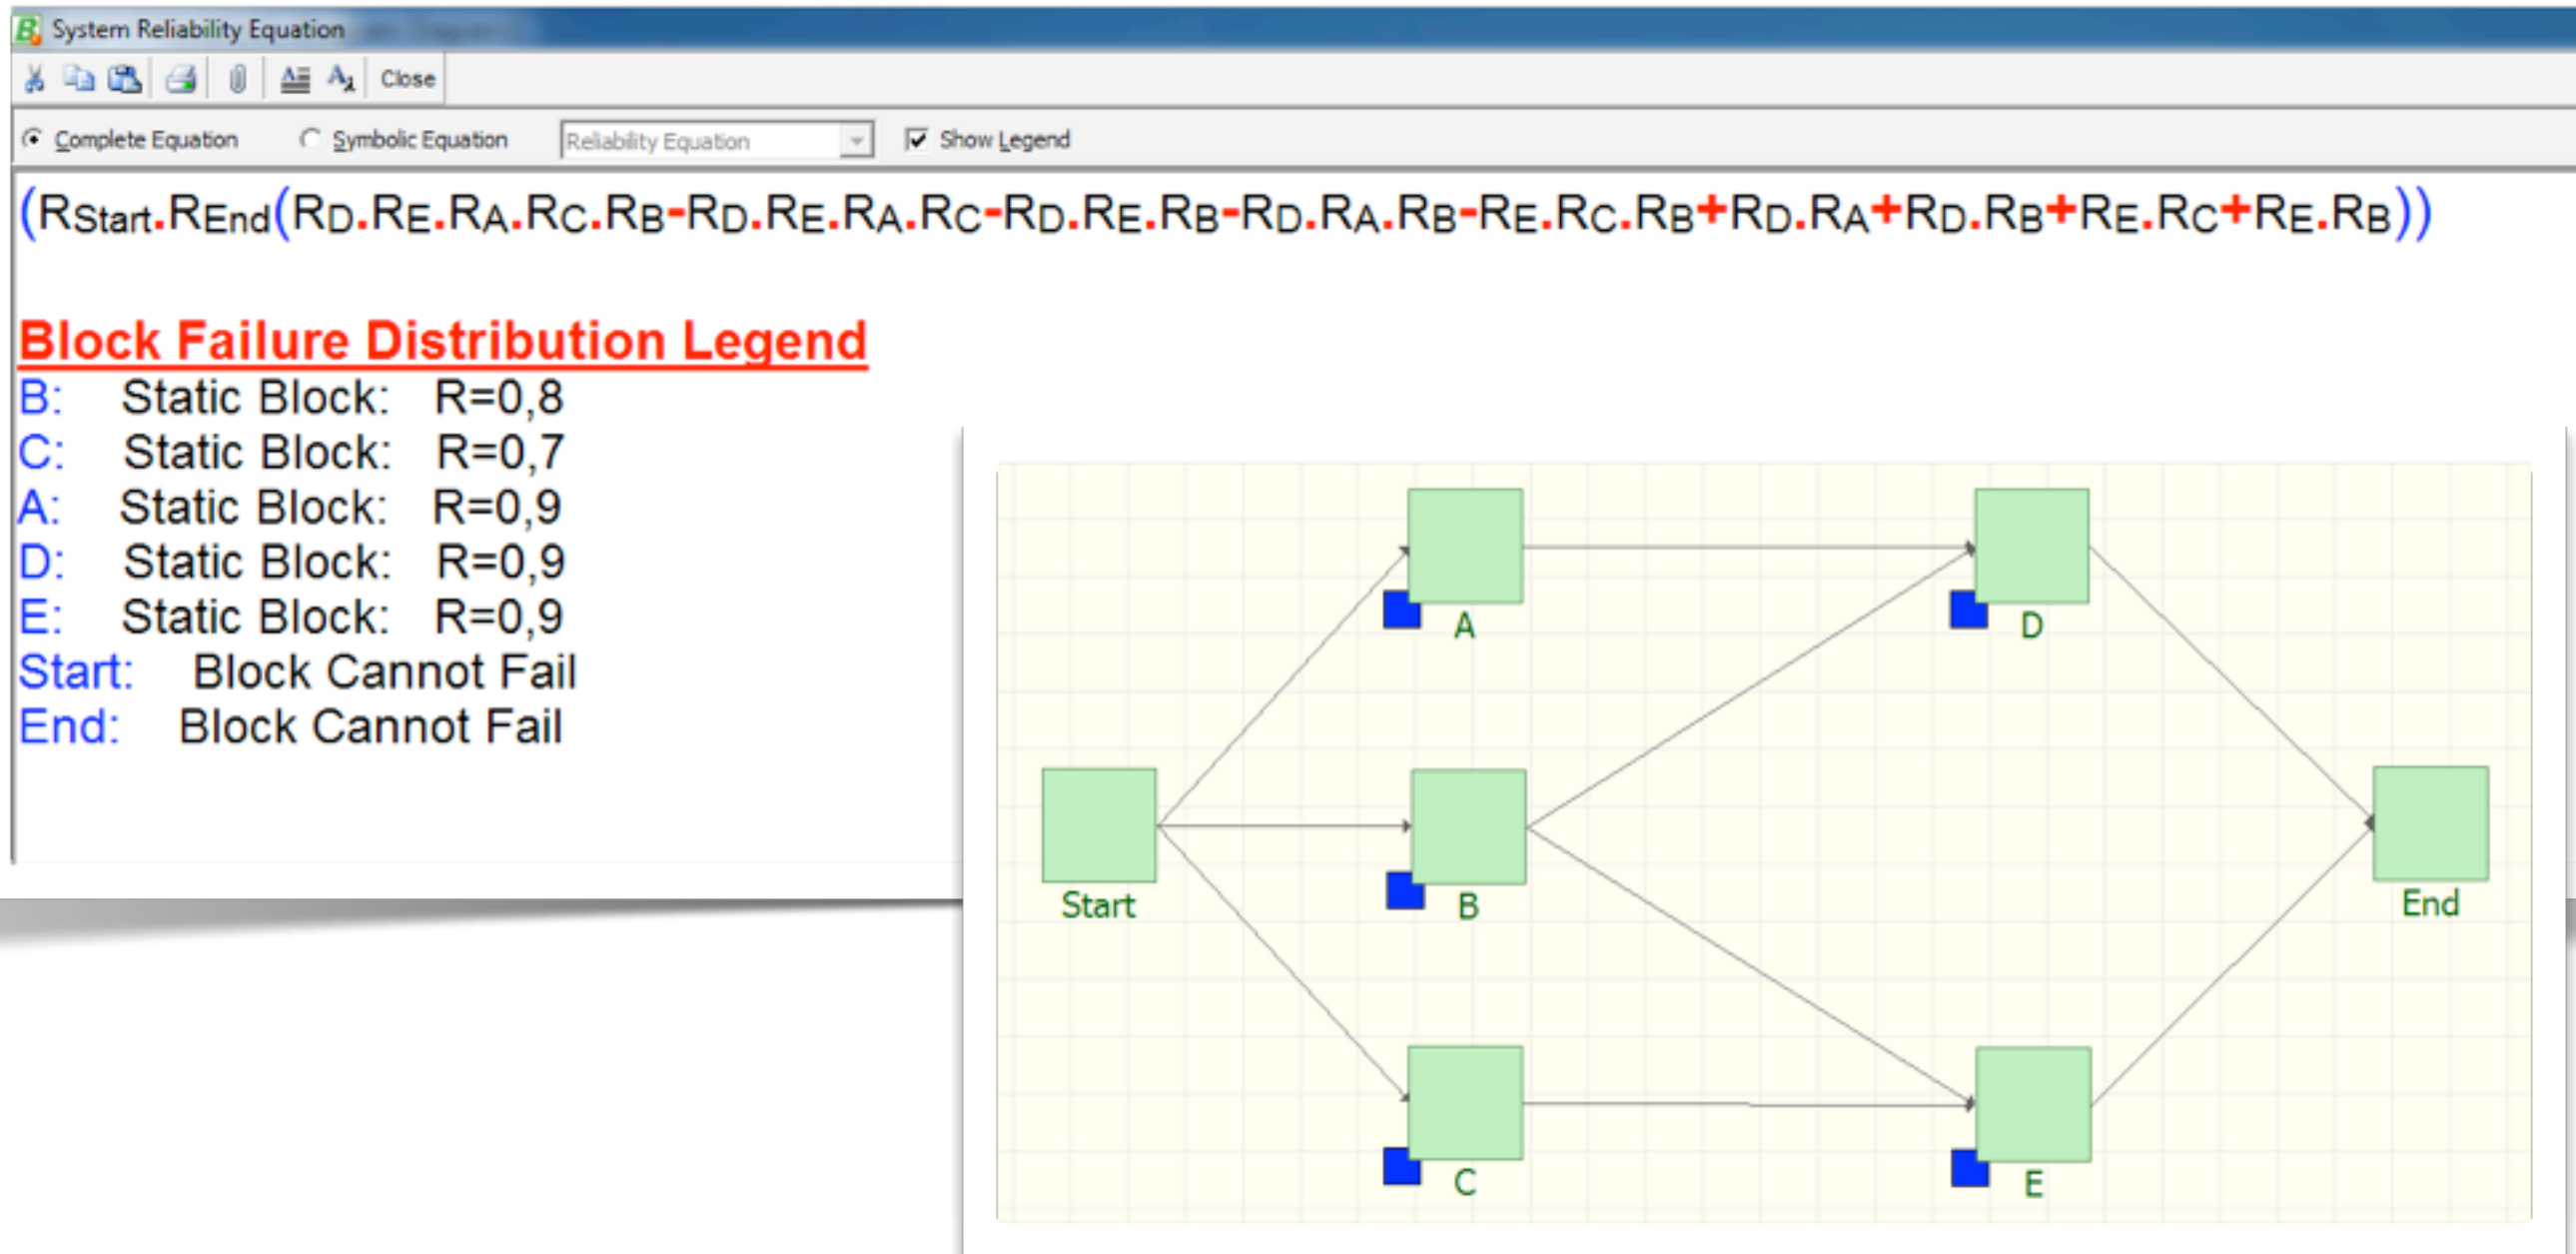 System Reliability Equation
Close
Complete Equation Symbolic Equation Reliability Equation Show Legend
(RStart.REnd(RD.RE.RA.RC.RB-RD.RE.RA.RC-RD.RE.RB-RD.RA.RB-RE.RC.RB+RD.RA+RD.RB+RE.RC+RE.RB))
Block Failure Distribution Legend
B: Static Block: R=0,8
C: Static Block: R=0,7
A: Static Block: R=0,9
D: Static Block: R=0,9
E: Static Block: R=0,9
Start: Block Cannot Fail
End: Block Cannot Fail
A D
Start B End
C E